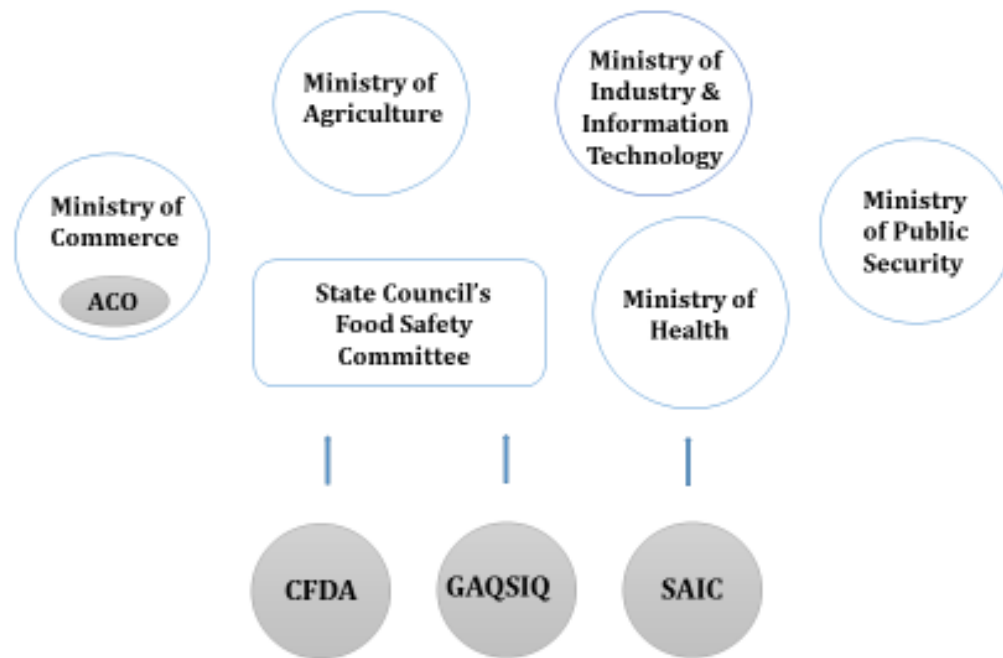 Ministry of
Agriculture
Ministry of
Industry &
Information
Technology
Ministry of
Commerce
ACO
Ministry
of Public
Security
State Council's
Food Safety
Committee
Ministry of
Health
CFDA
GAQSIQ
SAIC